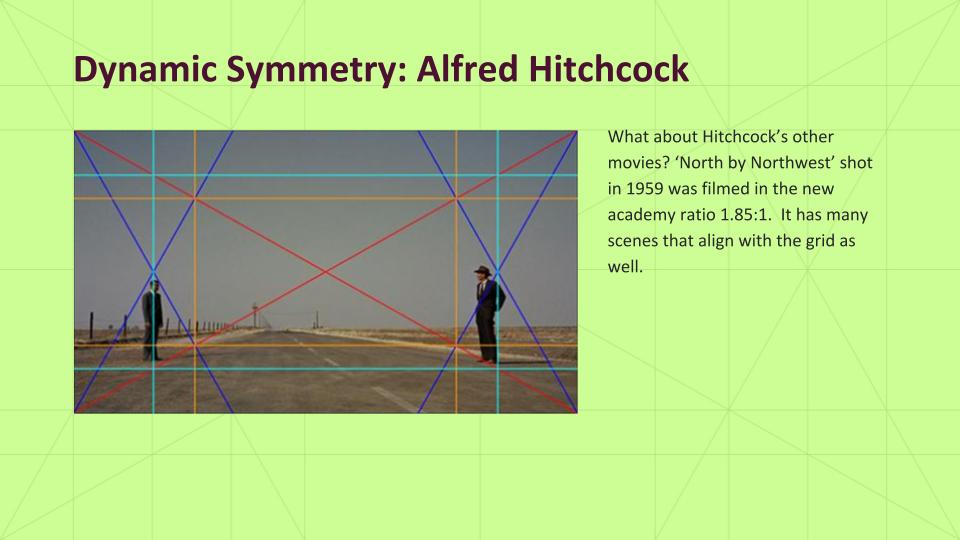 Dynamic Symmetry: Alfred Hitchcock
What about Hitchcock’s other
movies? ‘North by Northwest’ shot
in 1959 was filmed in the new
academy ratio 1.85:1.  It has many
scenes that align with the grid as
well.